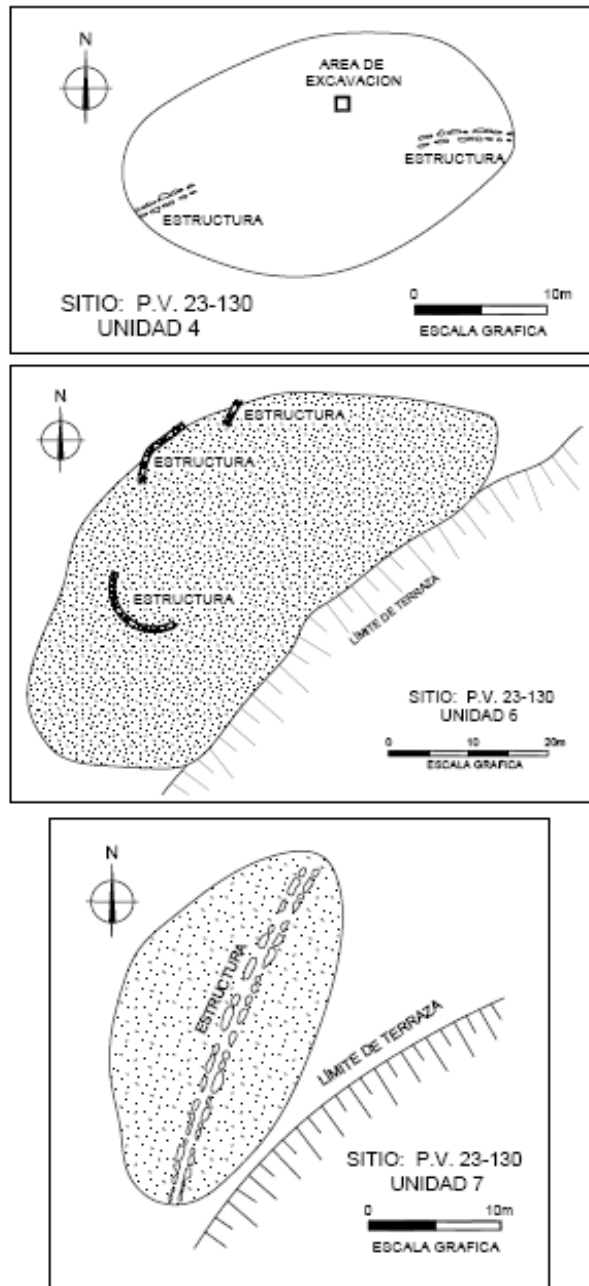 N
AREA DE
EXCAVACION
ESTRUCTURA
ESTRUCTURA
SITIO: P.V. 23-130
UNIDAD 4
0 10m
ESCALA GRAFICA
N
ESTRUCTURA
ESTRUCTURA
ESTRUCTURA
LÍMITE DE TERRAZA
SITIO: P.V. 23-130
UNIDAD 6
0 10 20m
ESCALA GRAFICA
N
ESTRUCTURA
LÍMITE DE TERRAZA
SITIO: P.V. 23-130
UNIDAD 7
0 10m
ESCALA GRAFICA